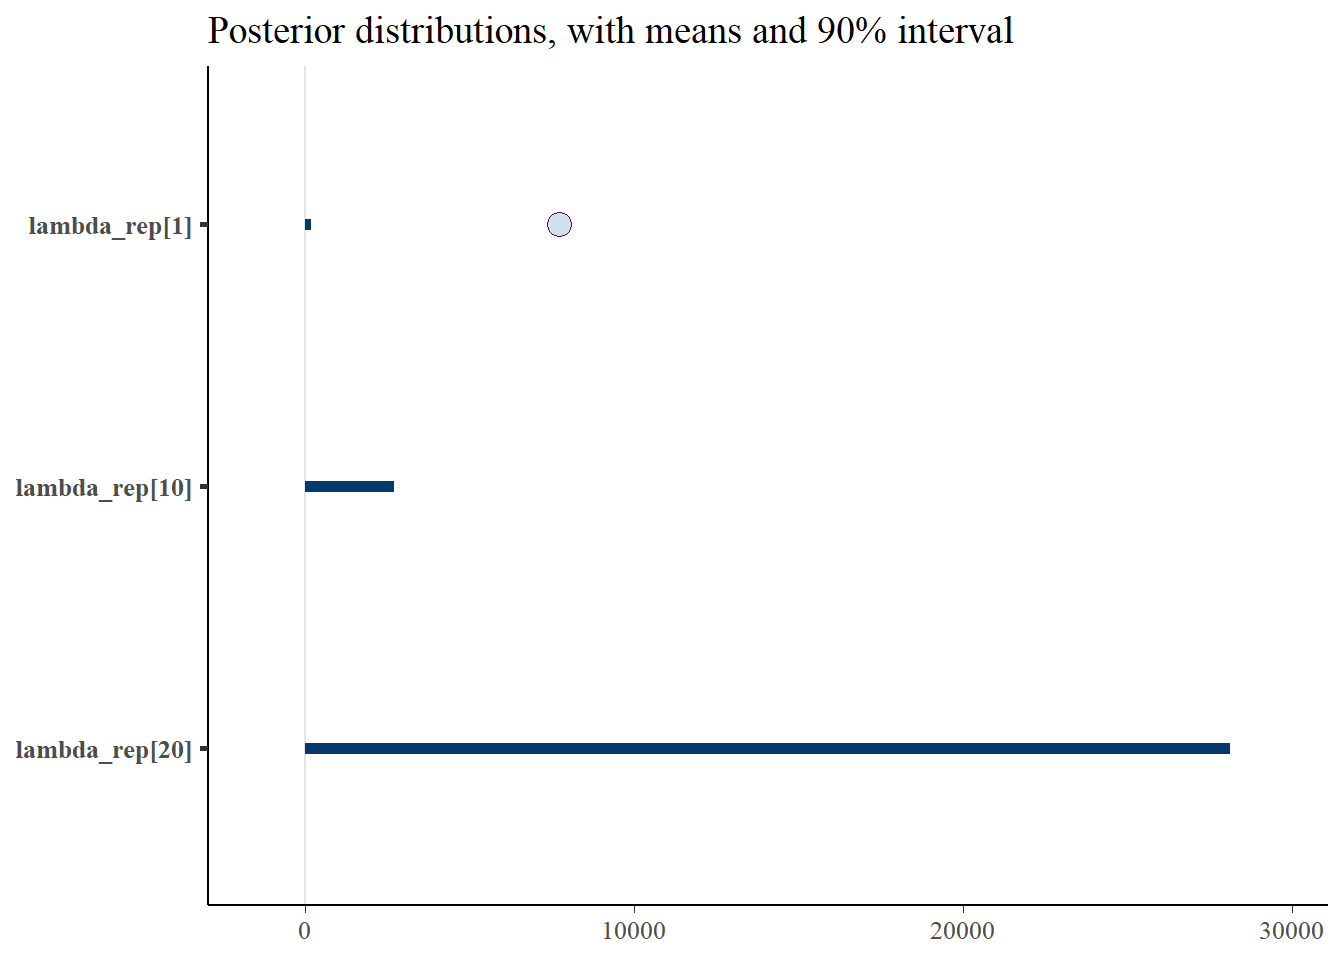 Posterior distributions, with means and 90% interval
lambda_rep[1]
lambda_rep[10]
lambda_rep[20]
0 10000 20000 30000